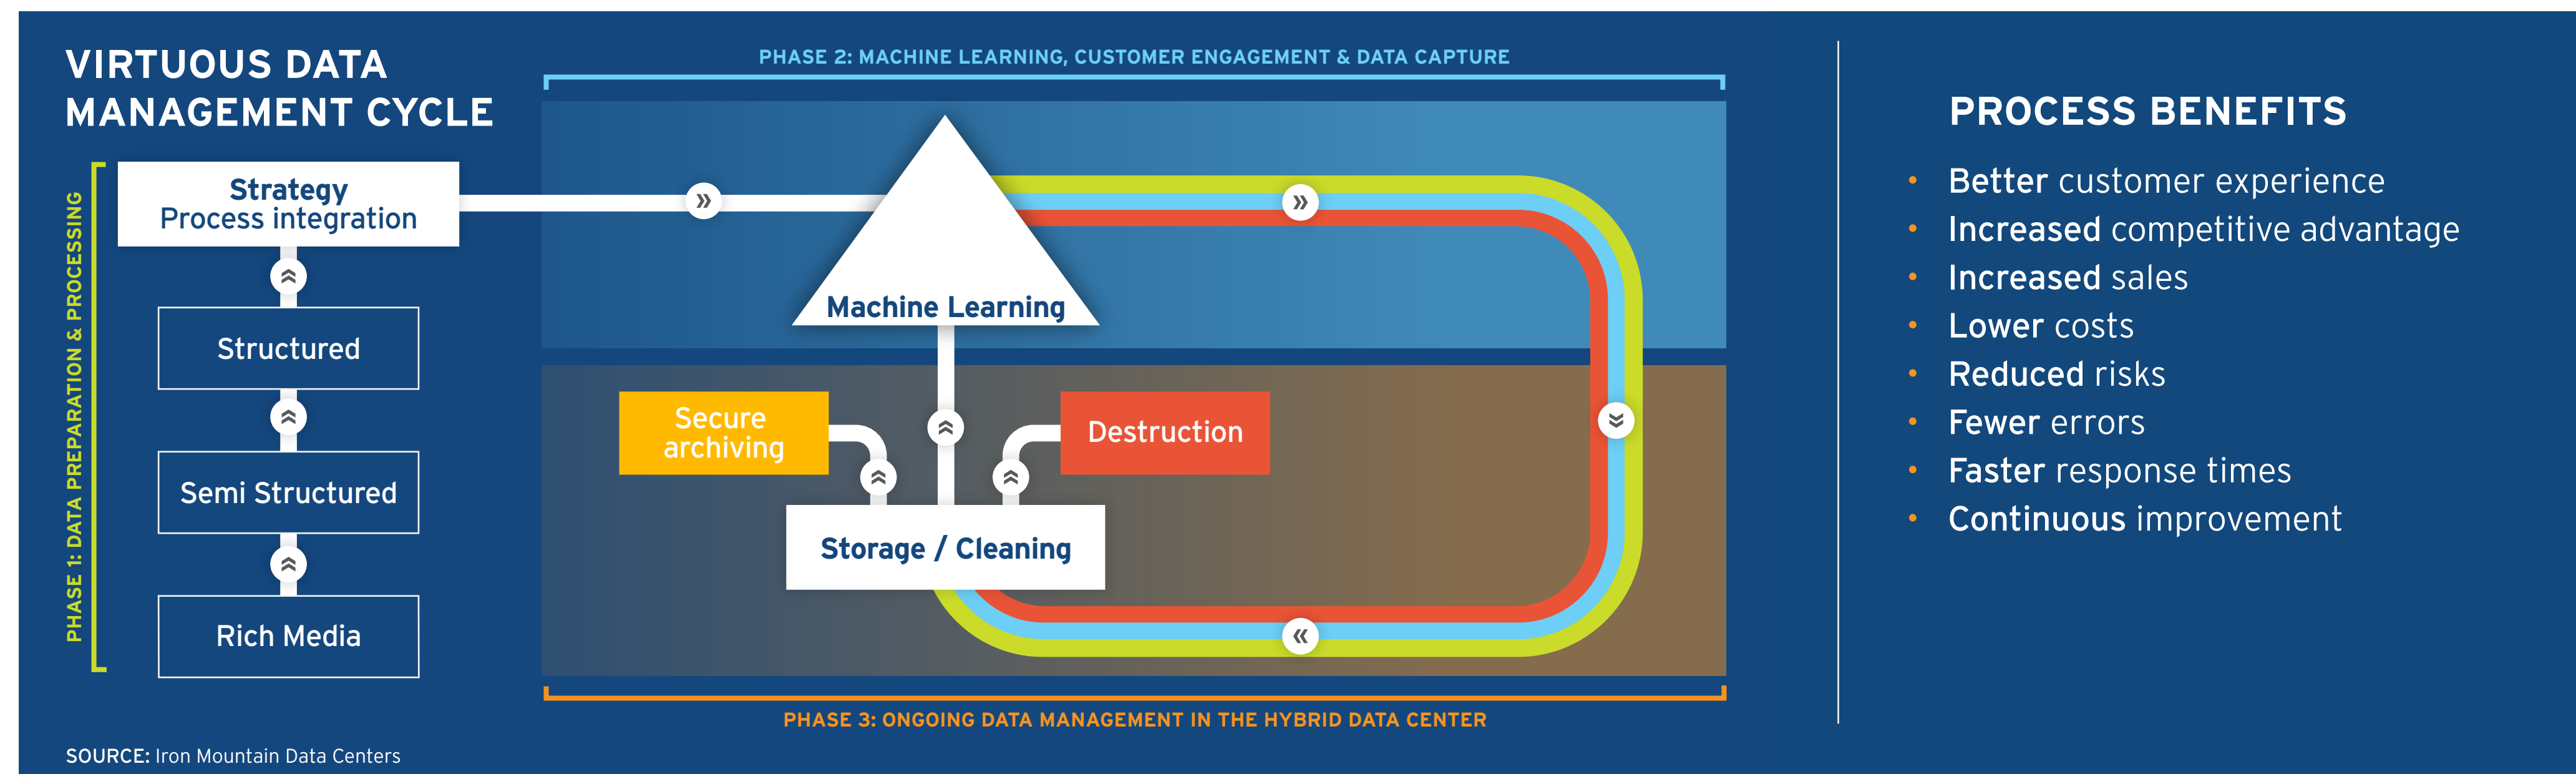 VIRTUOUS DATA
MANAGEMENT CYCLE
PHASE 1: DATA PREPARATION & PROCESSING
Strategy
Process integration
Structured
Semi Structured
Rich Media
PHASE 2: MACHINE LEARNING, CUSTOMER ENGAGEMENT & DATA CAPTURE
Machine Learning
Secure
archiving
Destruction
Storage / Cleaning
PHASE 3: ONGOING DATA MANAGEMENT IN THE HYBRID DATA CENTER
PROCESS BENEFITS
• Better customer experience
• Increased competitive advantage
• Increased sales
• Lower costs
• Reduced risks
• Fewer errors
• Faster response times
• Continuous improvement
SOURCE: Iron Mountain Data Centers